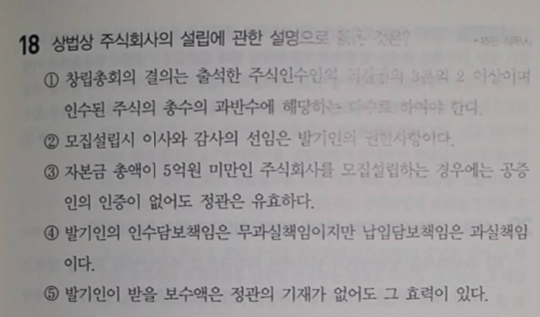 18 상법상 주식회사의 설립에 관한 설명으로 옳은 것은?
① 창립총회의 결의는 출석한 주식인수인의 의결권의 3분의 2 이상이며
인수된 주식의 총수의 과반수에 해당하는 다수로 하여야 한다.
② 모집설립시 이사와 감사의 선임은 발기인의 권한사항이다.
③ 자본금 총액이 5억원 미만인 주식회사를 모집설립하는 경우에는 공증
인의 인증이 없어도 정관은 유효하다.
④ 발기인의 인수담보책임은 무과실책임이지만 납입담보책임은 과실책임
이다.
⑤ 발기인이 받을 보수액은 정관의 기재가 없어도 그 효력이 있다.